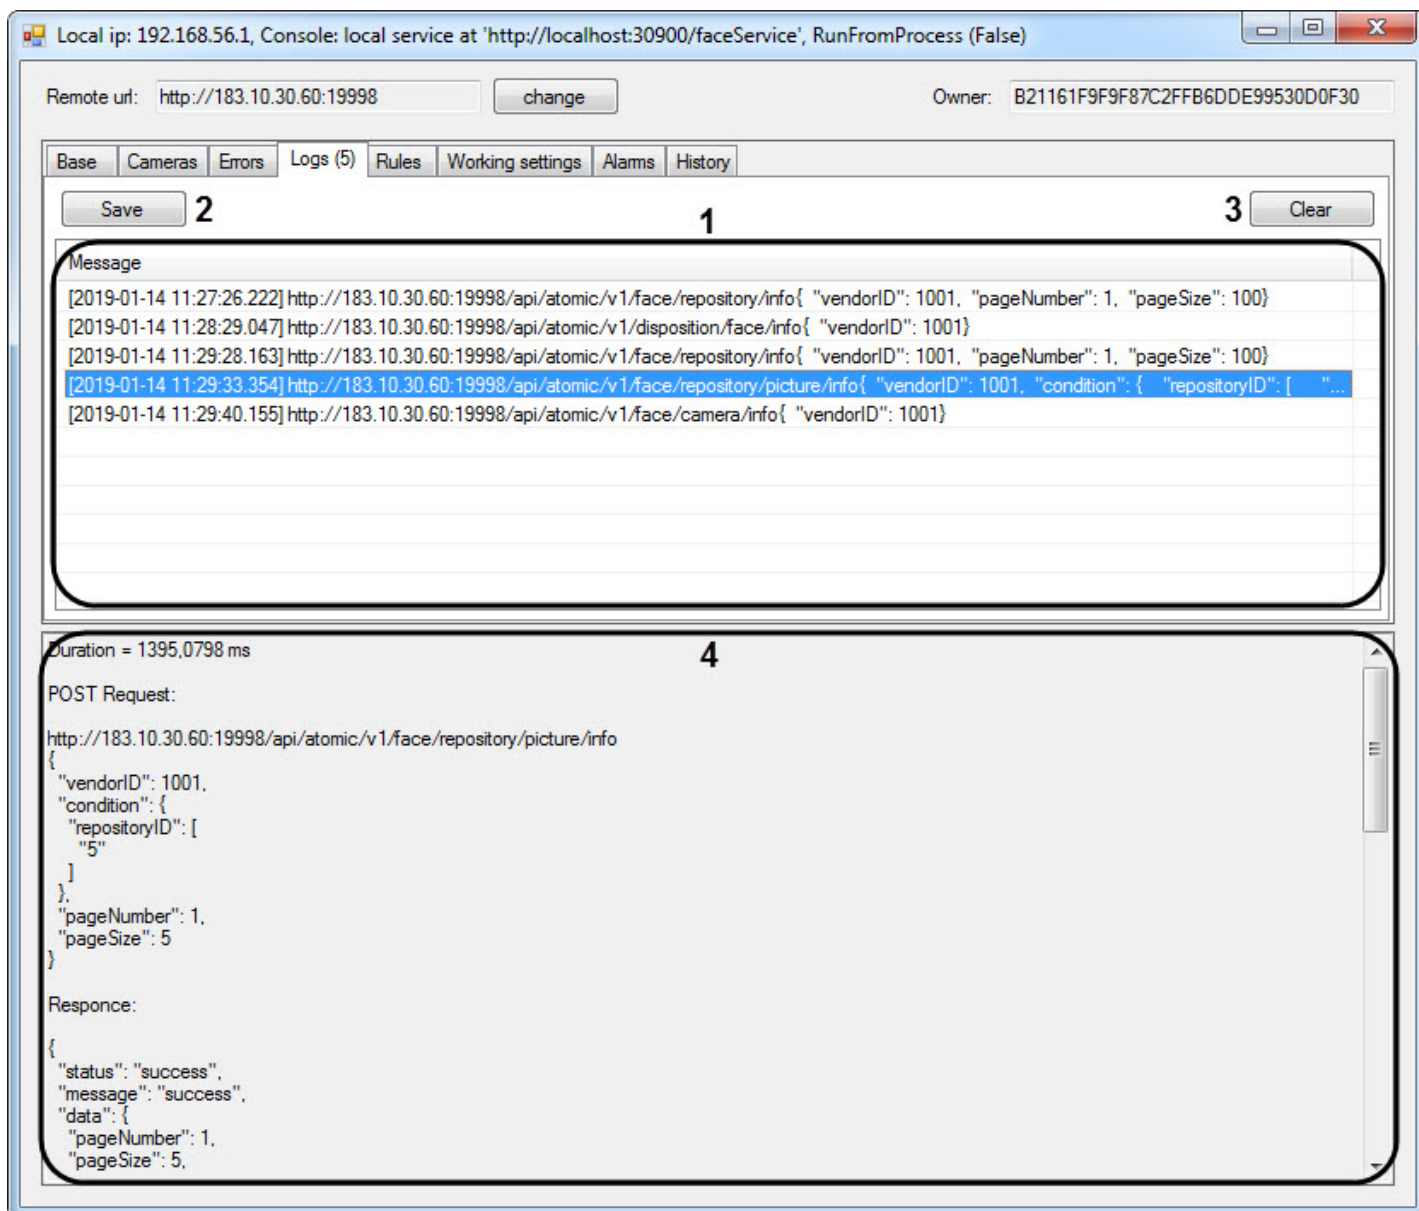 Local ip: 192.168.56.1, Console: local service at 'http://localhost:30900/faceService', RunFromProcess (False)
Remote url: http://183.10.30.60:19998 change Owner: B21161F9F9F87C2FFB6DDE99530D0F30
Base Cameras Errors Logs (5) Rules Working settings Alarms History
Save 2 1 3 Clear
Message
[2019-01-14 11:27:26.222] http://183.10.30.60:19998/api/atomic/v1/face/repository/info{ "vendorID": 1001, "pageNumber": 1, "pageSize": 100}
[2019-01-14 11:28:29.047] http://183.10.30.60:19998/api/atomic/v1/disposition/face/info{ "vendorID": 1001}
[2019-01-14 11:29:28.163] http://183.10.30.60:19998/api/atomic/v1/face/repository/info{ "vendorID": 1001, "pageNumber": 1, "pageSize": 100}
[2019-01-14 11:29:33.354] http://183.10.30.60:19998/api/atomic/v1/face/repository/picture/info{ "vendorID": 1001, "condition": { "repositoryID": [ "...
[2019-01-14 11:29:40.155] http://183.10.30.60:19998/api/atomic/v1/face/camera/info{ "vendorID": 1001}
Duration = 1395,0798 ms 4
POST Request:
http://183.10.30.60:19998/api/atomic/v1/face/repository/picture/info
{
"vendorID": 1001,
"condition": {
"repositoryID": [
"5"
]
},
"pageNumber": 1,
"pageSize": 5
}
Responce:
{
"status": "success",
"message": "success",
"data": {
"pageNumber": 1,
"pageSize": 5,